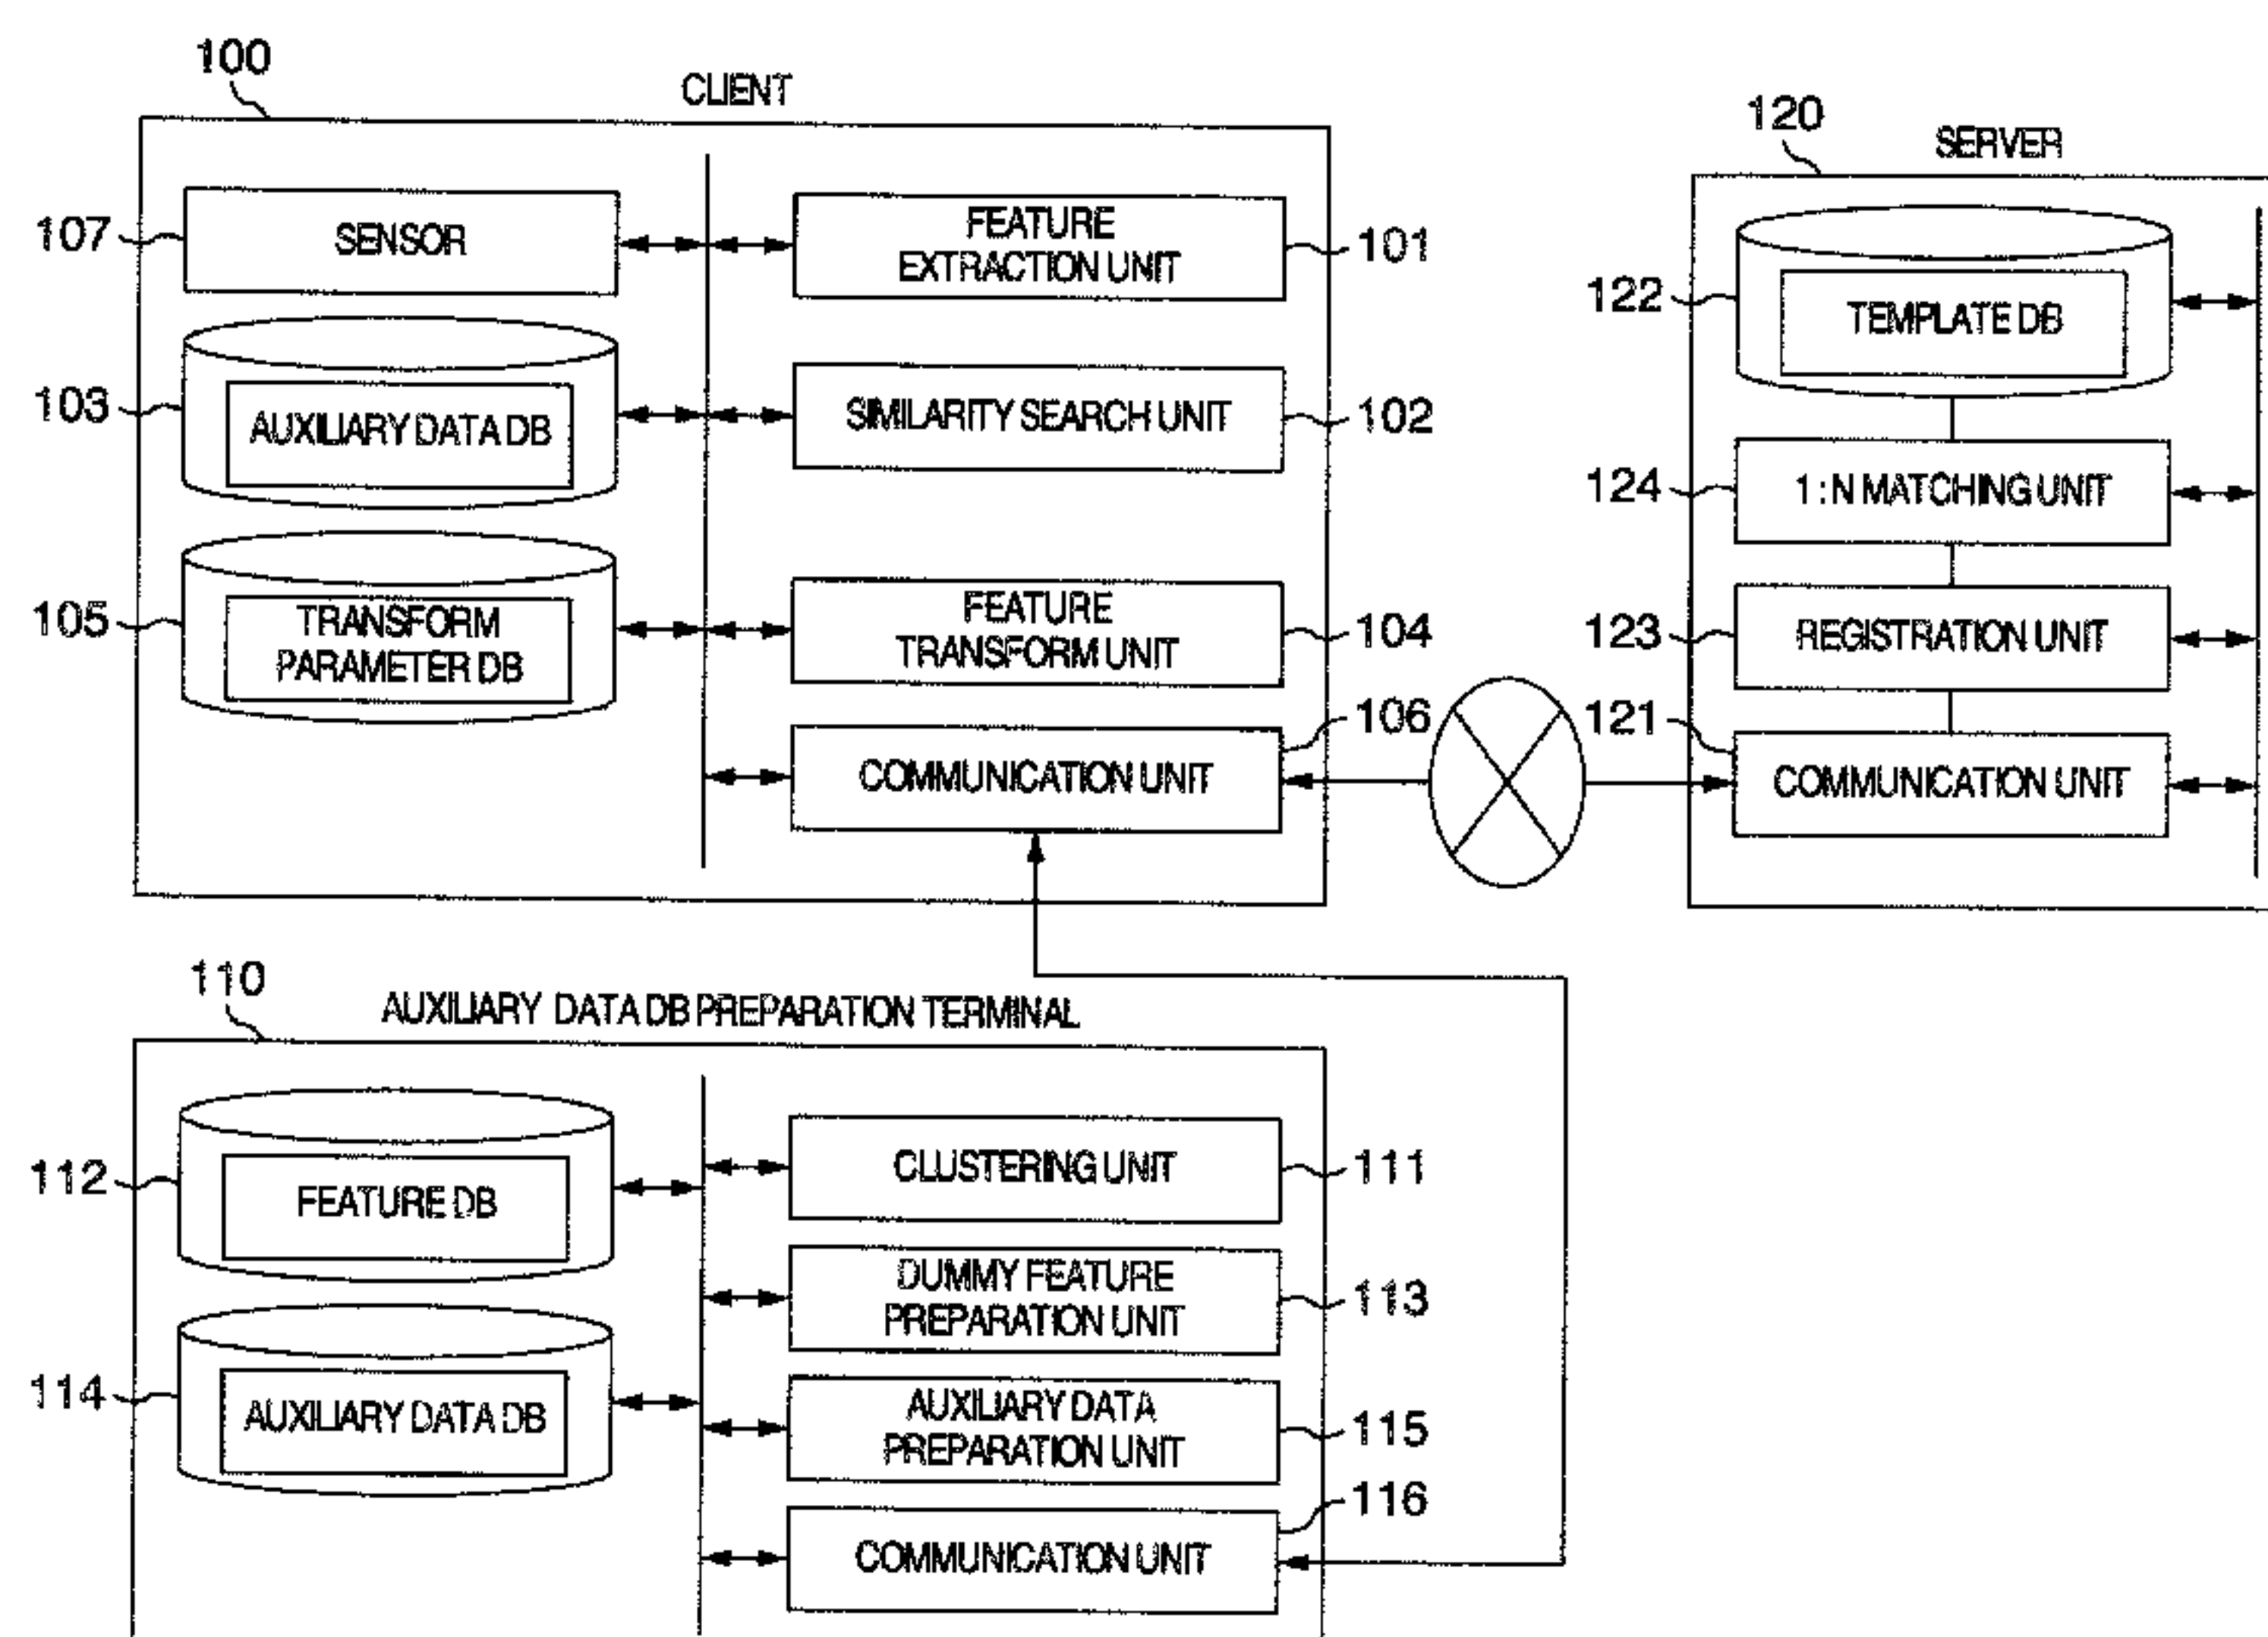 100
CLIENT
107
SENSOR
FEATURE
EXTRACTION UNIT
101
103
AUXILIARY DATA DB
SIMILARITY SEARCH UNIT
102
105
TRANSFORM
PARAMETER DB
FEATURE
TRANSFORM UNIT
104
COMMUNICATION UNIT
106
120
SERVER
122
TEMPLATE DB
124
1:N MATCHING UNIT
123
REGISTRATION UNIT
121
COMMUNICATION UNIT
110
AUXILIARY DATA DB PREPARATION TERMINAL
112
FEATURE DB
CLUSTERING UNIT
111
DUMMY FEATURE
PREPARATION UNIT
113
114
AUXILIARY DATA DB
AUXILIARY DATA
PREPARATION UNIT
115
COMMUNICATION UNIT
116